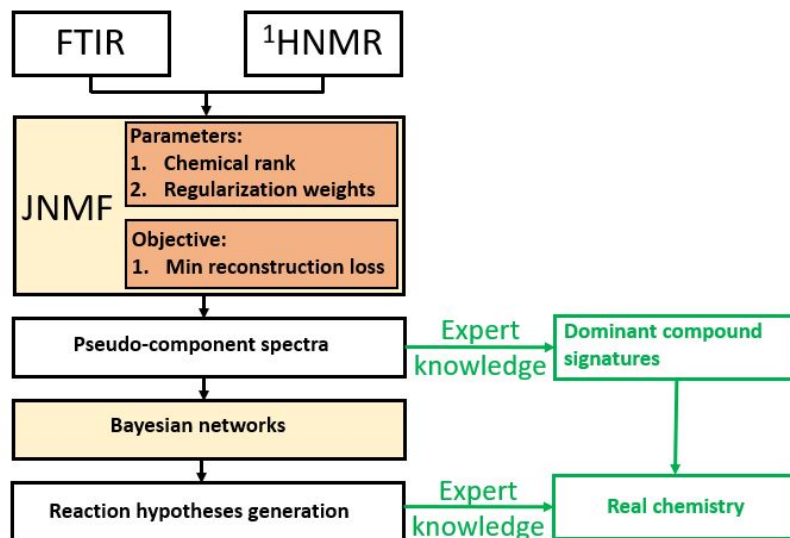 FTIR
¹HNMR
JNMF
Parameters:
1. Chemical rank
2. Regularization weights
Objective:
1. Min reconstruction loss
Pseudo-component spectra
Expert
knowledge
Dominant compound
signatures
Bayesian networks
Reaction hypotheses generation
Expert
knowledge
Real chemistry